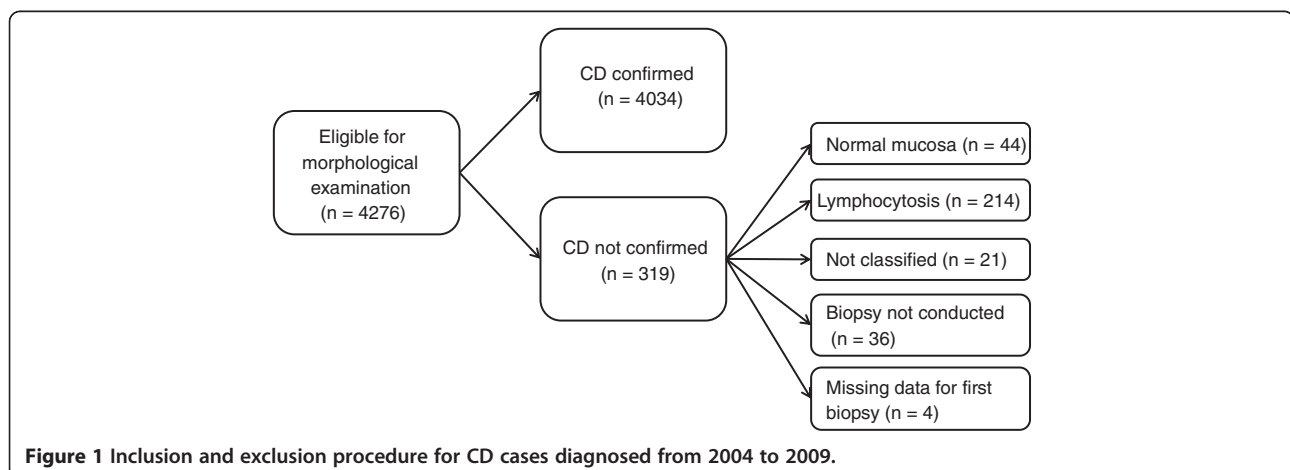 Eligible for
morphological
examination
(n = 4276)
CD confirmed
(n = 4034)
CD not confirmed
(n = 319)
Normal mucosa (n = 44)
Lymphocytosis (n = 214)
Not classified (n = 21)
Biopsy not conducted
(n = 36)
Missing data for first
biopsy (n = 4)
Figure 1 Inclusion and exclusion procedure for CD cases diagnosed from 2004 to 2009.